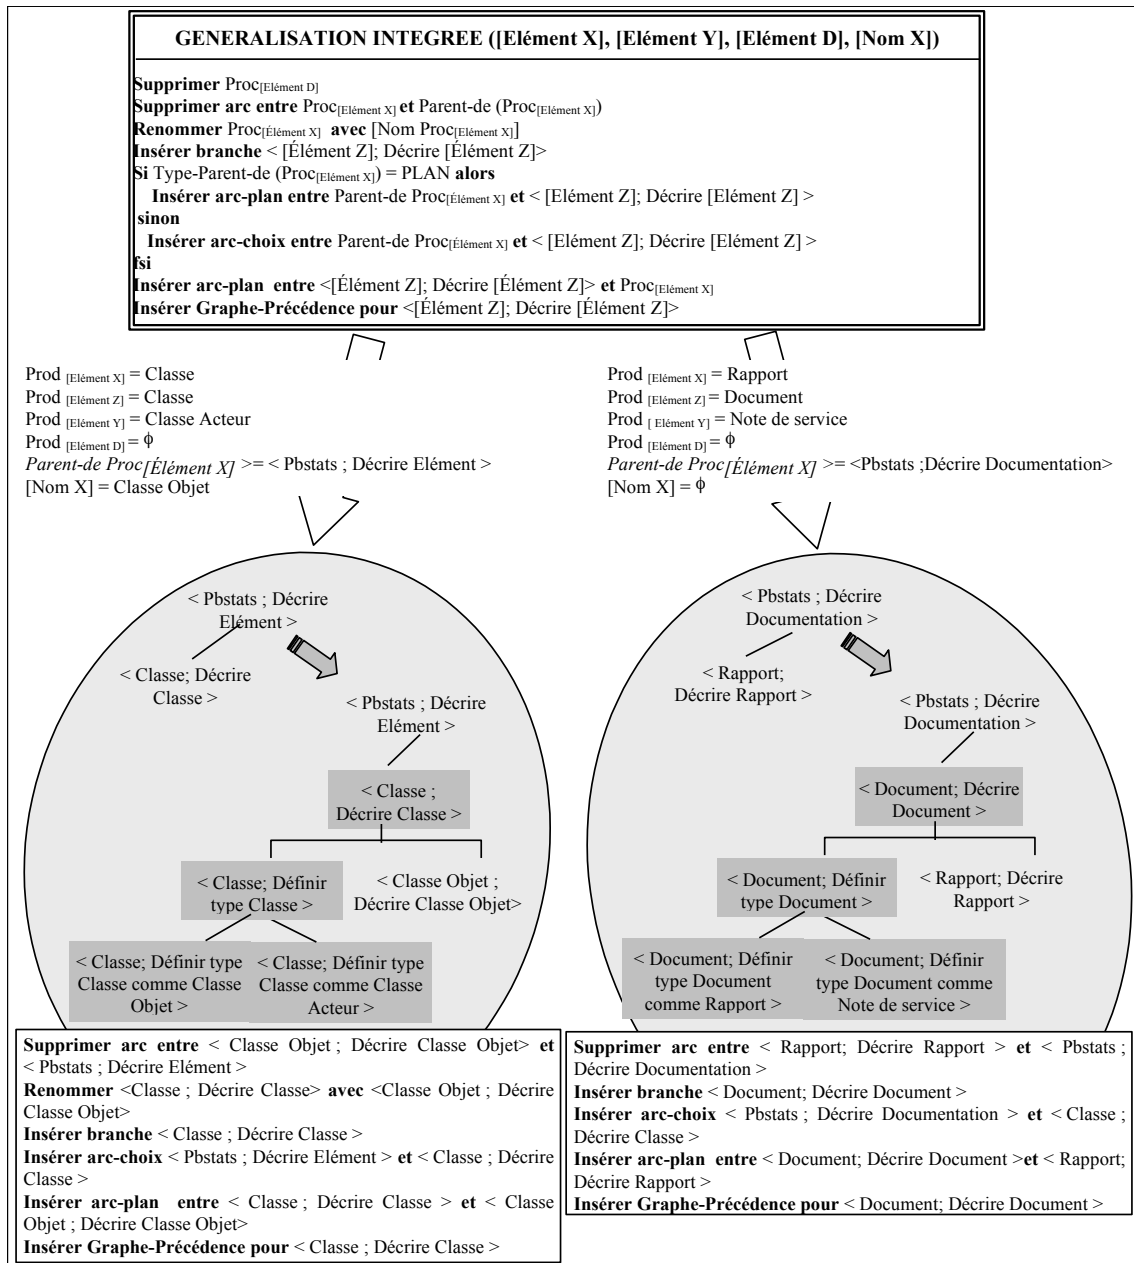 GENERALISATION INTEGREE ([Elément X], [Elément Y], [Elément D], [Nom X])
Supprimer Proc[Elément D]
Supprimer arc entre Proc[Elément X] et Parent-de (Proc[Elément X])
Renommer Proc[Élément X] avec [Nom Proc[Elément X]]
Insérer branche < [Élément Z]; Décrire [Élément Z]>
Si Type-Parent-de (Proc[Elément X]) = PLAN alors
Insérer arc-plan entre Parent-de Proc[Élément X] et < [Elément Z]; Décrire [Elément Z] >
sinon
Insérer arc-choix entre Parent-de Proc[Élément X] et < [Elément Z]; Décrire [Elément Z] >
fsi
Insérer arc-plan entre <[Élément Z]; Décrire [Élément Z]> et Proc[Elément X]
Insérer Graphe-Précédence pour <[Élément Z]; Décrire [Élément Z]>
Prod [Elément X] = Classe
Prod [Elément Z] = Classe
Prod [Elément Y] = Classe Acteur
Prod [Elément D] = ϕ
Parent-de Proc[Élément X] >= < Pbstats ; Décrire Elément >
[Nom X] = Classe Objet
Prod [Elément X] = Rapport
Prod [Elément Z] = Document
Prod [ Elément Y] = Note de service
Prod [Elément D] = ϕ
Parent-de Proc[Élément X] >= <Pbstats ;Décrire Documentation>
[Nom X] = ϕ
< Pbstats ; Décrire
Elément >
< Classe; Décrire
Classe >
< Pbstats ; Décrire
Elément >
< Classe ;
Décrire Classe >
< Classe; Définir
type Classe >
< Classe Objet ;
Décrire Classe Objet>
< Classe; Définir type
Classe comme Classe
Objet >
< Classe; Définir type
Classe comme Classe
Acteur >
< Pbstats ; Décrire
Documentation >
< Rapport;
Décrire Rapport >
< Pbstats ; Décrire
Documentation >
< Document; Décrire
Document >
< Document; Définir
type Document >
< Rapport; Décrire
Rapport >
< Document; Définir
type Document
comme Rapport >
< Document; Définir
type Document comme
Note de service >
Supprimer arc entre < Classe Objet ; Décrire Classe Objet> et
< Pbstats ; Décrire Elément >
Renommer <Classe ; Décrire Classe> avec <Classe Objet ; Décrire
Classe Objet>
Insérer branche < Classe ; Décrire Classe >
Insérer arc-choix < Pbstats ; Décrire Elément > et < Classe ; Décrire
Classe >
Insérer arc-plan entre < Classe ; Décrire Classe > et < Classe
Objet ; Décrire Classe Objet>
Insérer Graphe-Précédence pour < Classe ; Décrire Classe >
Supprimer arc entre < Rapport; Décrire Rapport > et < Pbstats ;
Décrire Documentation >
Insérer branche < Document; Décrire Document >
Insérer arc-choix < Pbstats ; Décrire Documentation > et < Classe ;
Décrire Classe >
Insérer arc-plan entre < Document; Décrire Document >et < Rapport;
Décrire Rapport >
Insérer Graphe-Précédence pour < Document; Décrire Document >